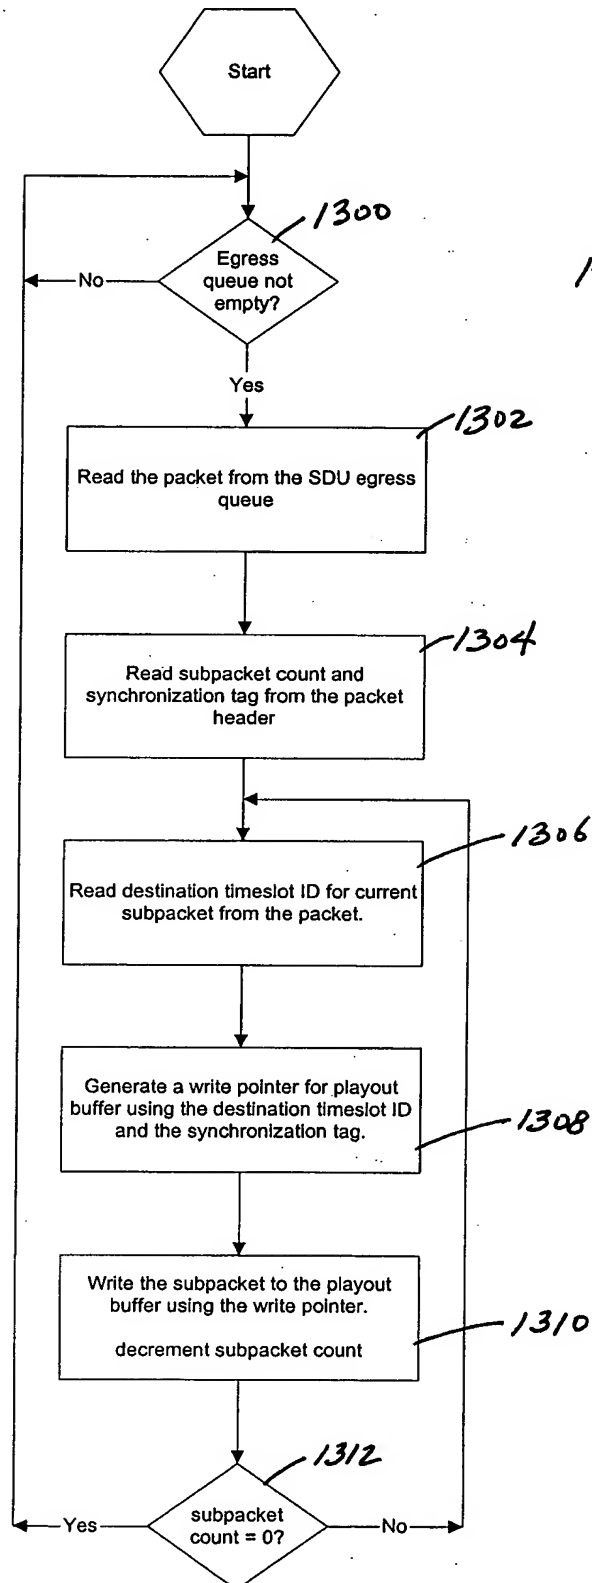 Start
1300
Egress
queue not
empty?
No
Yes
1302
Read the packet from the SDU egress
queue
1304
Read subpacket count and
synchronization tag from the packet
header
1306
Read destination timeslot ID for current
subpacket from the packet.
Generate a write pointer for playout
buffer using the destination timeslot ID
and the synchronization tag.
1308
Write the subpacket to the playout
buffer using the write pointer.
decrement subpacket count
1310
1312
subpacket
count = 0?
Yes
No